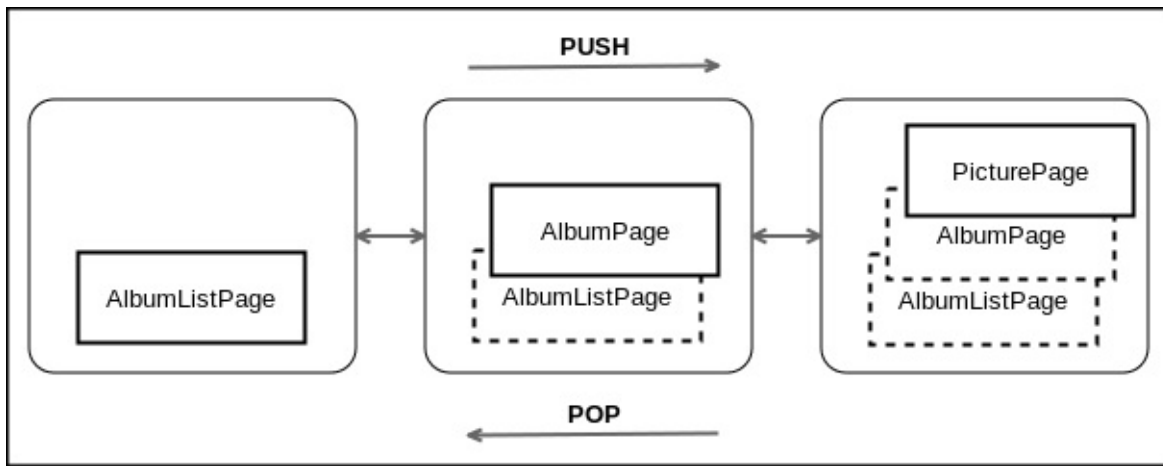 PUSH
AlbumListPage
AlbumPage
AlbumListPage
PicturePage
AlbumPage
AlbumListPage
POP